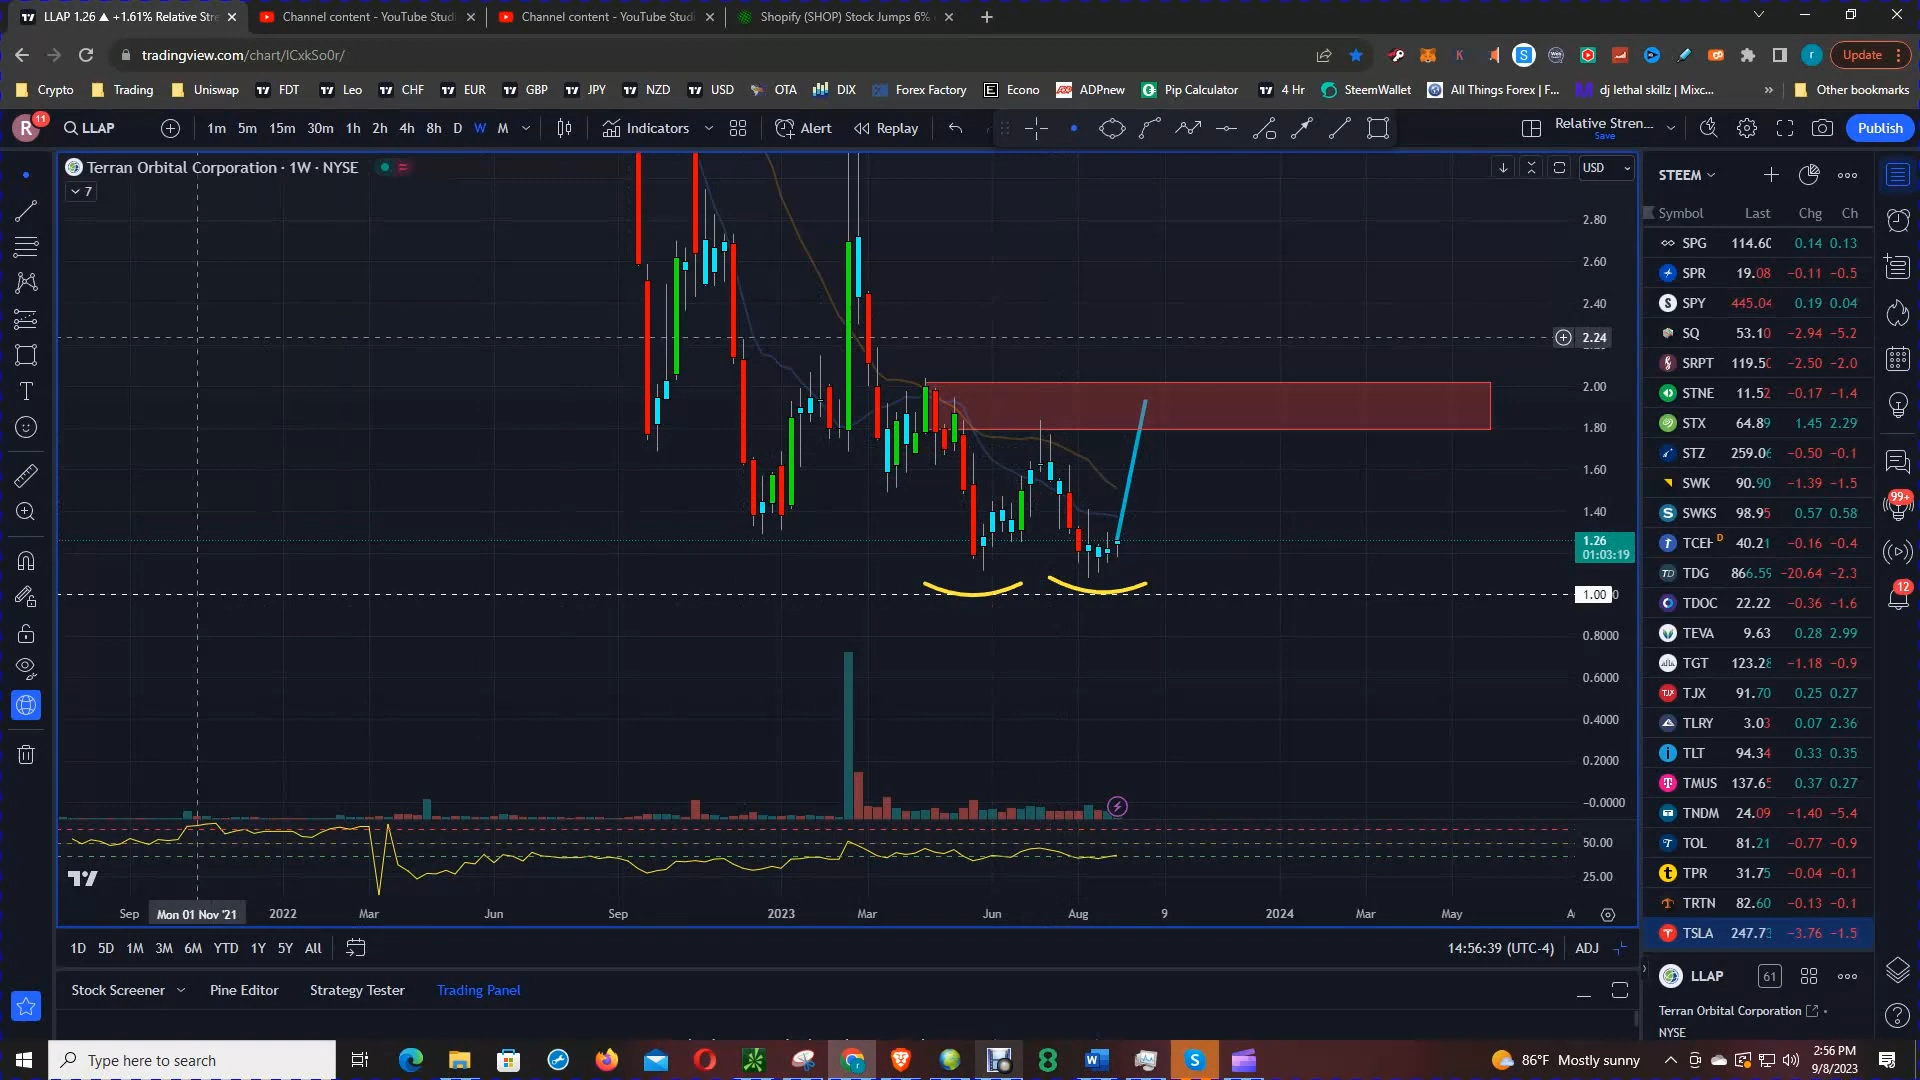 LLAP 1.26 ▲ +1.61% Relative Stre
Channel content - YouTube Studi
Channel content - YouTube Studi
Shopify (SHOP) Stock Jumps 6%
tradingview.com/chart/lCxkSo0r/
Update
Crypto
Trading
Uniswap
FDT
Leo
CHF
EUR
GBP
JPY
NZD
USD
OTA
DIX
Forex Factory
Econo
ADPnew
Pip Calculator
4 Hr
SteemWallet
All Things Forex | F...
dj lethal skillz | Mixc...
»
Other bookmarks
R
11
LLAP
1m 5m 15m 30m 1h 2h 4h 8h D W M
Indicators
Alert
Replay
Relative Stren...
Save
Publish
Terran Orbital Corporation · 1W · NYSE
7
USD
2.80
2.60
2.40
2.24
2.00
1.80
1.60
1.40
1.26
01:03:19
1.00
0.8000
0.6000
0.4000
0.2000
−0.0000
50.00
25.00
Sep
Mon 01 Nov '21
2022
Mar
Jun
Sep
2023
Mar
Jun
Aug
9
2024
Mar
May
1D 5D 1M 3M 6M YTD 1Y 5Y All
14:56:39 (UTC-4)
ADJ
Stock Screener
Pine Editor
Strategy Tester
Trading Panel
STEEM
Symbol Last Chg Ch
SPG 114.60 0.14 0.13
SPR 19.08 −0.11 −0.5
SPY 445.04 0.19 0.04
SQ 53.10 −2.94 −5.2
SRPT 119.50 −2.50 −2.0
STNE 11.52 −0.17 −1.4
STX 64.89 1.45 2.29
STZ 259.06 −0.50 −0.1
SWK 90.90 −1.39 −1.5
SWKS 98.95 0.57 0.58
TCEH D 40.21 −0.16 −0.4
TDG 866.59 −20.64 −2.3
TDOC 22.22 −0.36 −1.6
TEVA 9.63 0.28 2.99
TGT 123.28 −1.18 −0.9
TJX 91.70 0.25 0.27
TLRY 3.03 0.07 2.36
TLT 94.34 0.33 0.35
TMUS 137.65 0.37 0.27
TNDM 24.09 −1.40 −5.4
TOL 81.21 −0.77 −0.9
TPR 31.75 −0.04 −0.1
TRTN 82.60 −0.13 −0.1
TSLA 247.73 −3.76 −1.5
LLAP
61
Terran Orbital Corporation
NYSE
99+
12
Type here to search
86°F Mostly sunny
2:56 PM
9/8/2023